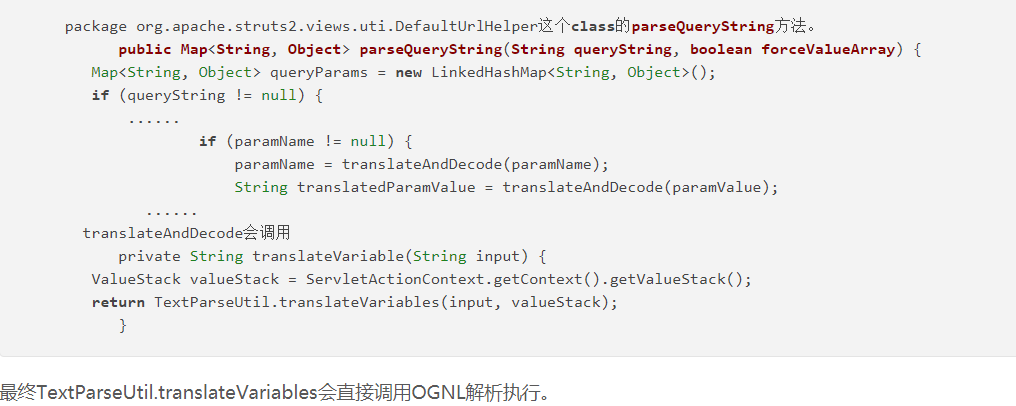 package org.apache.struts2.views.uti.DefaultUrlHelper这个class的parseQueryString方法。
public Map<String, Object> parseQueryString(String queryString, boolean forceValueArray) {
Map<String, Object> queryParams = new LinkedHashMap<String, Object>();
if (queryString != null) {
......
if (paramName != null) {
paramName = translateAndDecode(paramName);
String translatedParamValue = translateAndDecode(paramValue);
......
translateAndDecode会调用
private String translateVariable(String input) {
ValueStack valueStack = ServletActionContext.getContext().getValueStack();
return TextParseUtil.translateVariables(input, valueStack);
}
最终TextParseUtil.translateVariables会直接调用OGNL解析执行。